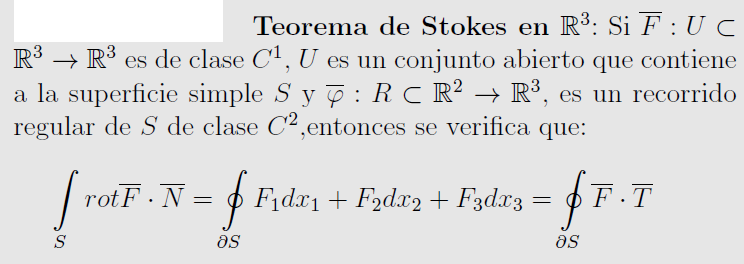 Teorema de Stokes en ℝ³: Si F̅ : U ⊂
ℝ³ → ℝ³ es de clase C¹, U es un conjunto abierto que contiene
a la superficie simple S y φ̅ : R ⊂ ℝ² → ℝ³, es un recorrido
regular de S de clase C²,entonces se verifica que:
∫_S rotF̅ · N̅ = ∮_∂S F₁dx₁ + F₂dx₂ + F₃dx₃ = ∮_∂S F̅ · T̅